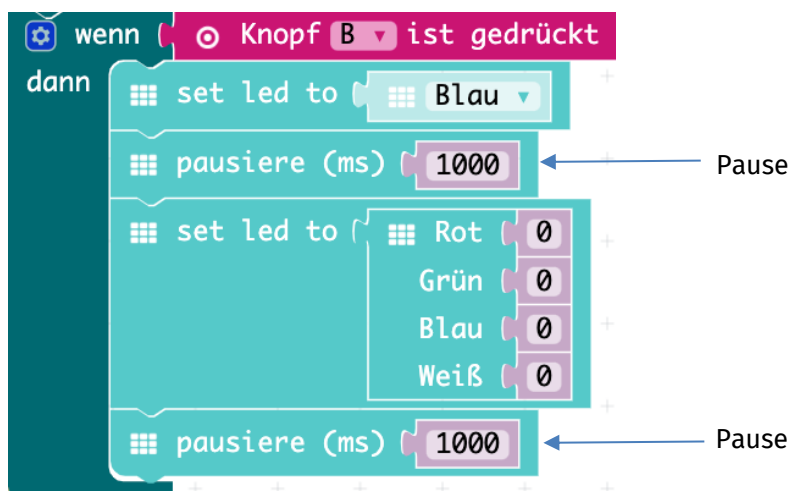 wenn Knopf B ist gedrückt
dann
set led to Blau
pausiere (ms) 1000
Pause
set led to Rot 0
Grün 0
Blau 0
Weiß 0
pausiere (ms) 1000
Pause